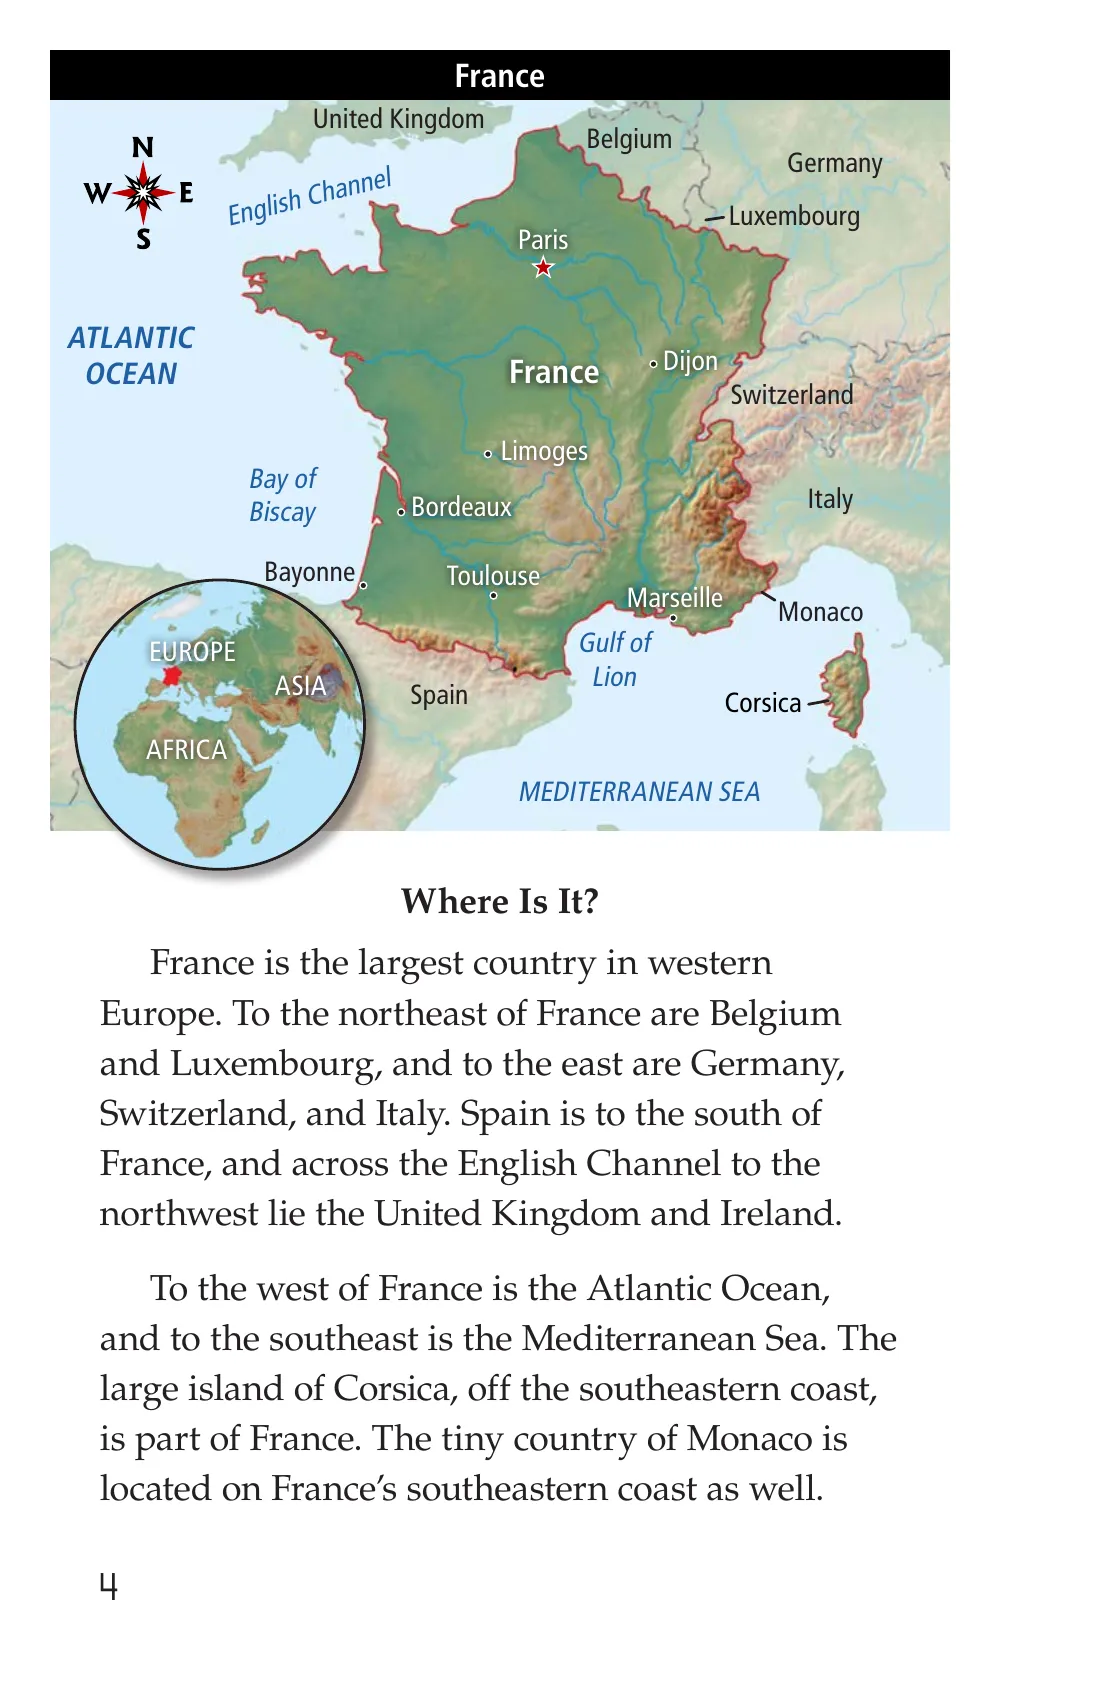 France
United Kingdom
Belgium
Germany
N
W E
S
English Channel
Luxembourg
Paris
ATLANTIC
OCEAN
France
Dijon
Switzerland
Limoges
Bay of
Biscay
Bordeaux
Italy
Bayonne
Toulouse
Marseille
Monaco
Gulf of
Lion
EUROPE
ASIA
Spain
Corsica
AFRICA
MEDITERRANEAN SEA
Where Is It?
France is the largest country in western
Europe. To the northeast of France are Belgium
and Luxembourg, and to the east are Germany,
Switzerland, and Italy. Spain is to the south of
France, and across the English Channel to the
northwest lie the United Kingdom and Ireland.
To the west of France is the Atlantic Ocean,
and to the southeast is the Mediterranean Sea. The
large island of Corsica, off the southeastern coast,
is part of France. The tiny country of Monaco is
located on France’s southeastern coast as well.
4